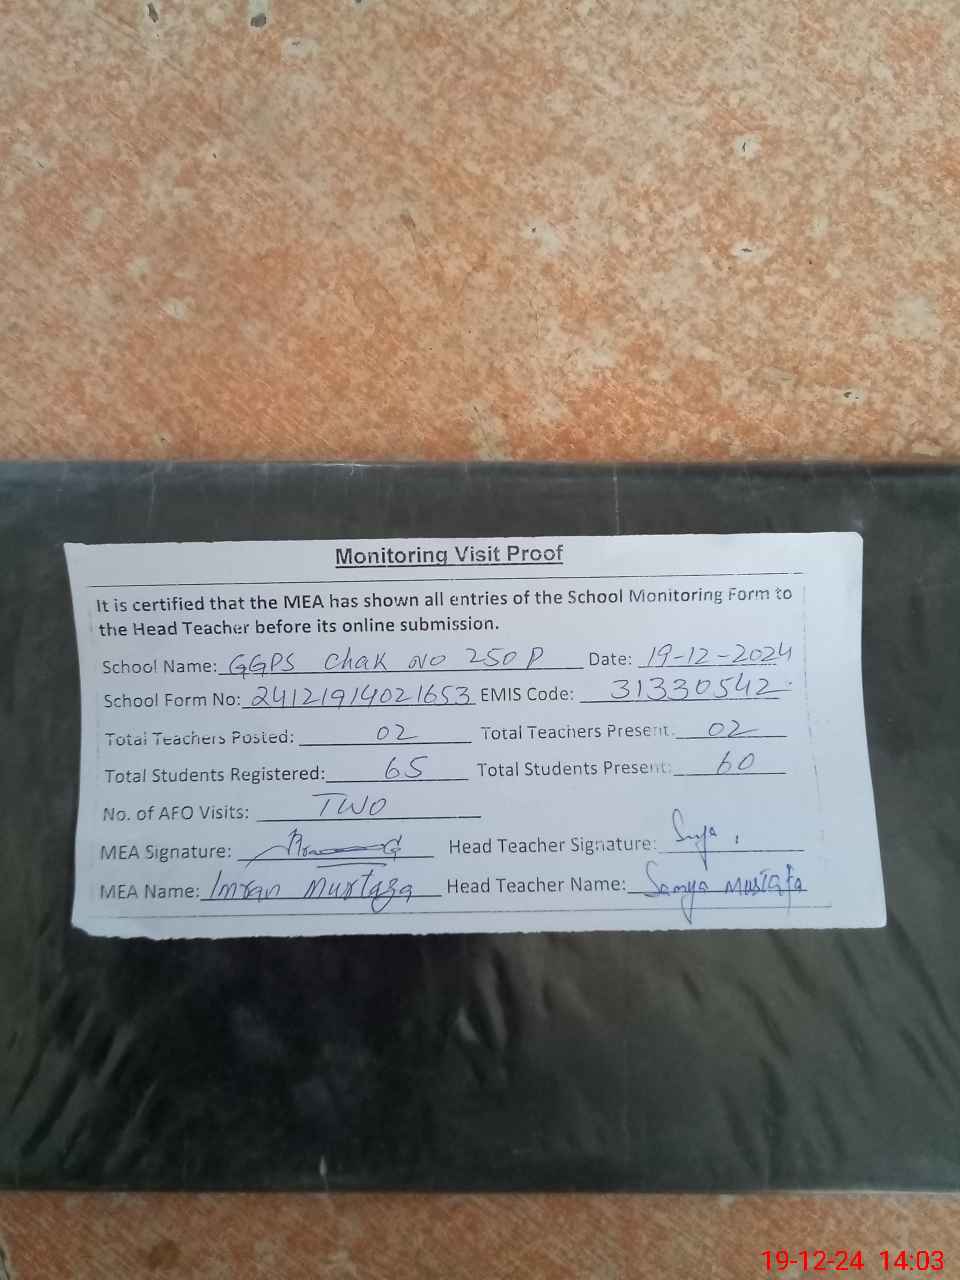 Monitoring Visit Proof
It is certified that the MEA has shown all entries of the School Monitoring Form to
the Head Teacher before its online submission.
School Name: GGPS Chak No 250 P Date: 19-12-2024
School Form No: 24121914021653 EMIS Code: 31330542
Total Teachers Posted: 02 Total Teachers Present: 02
Total Students Registered: 65 Total Students Present: 60
No. of AFO Visits: TWO
MEA Signature: Head Teacher Signature:
MEA Name: Imran Murtaza Head Teacher Name: Samya Mustafa
19-12-24 14:03